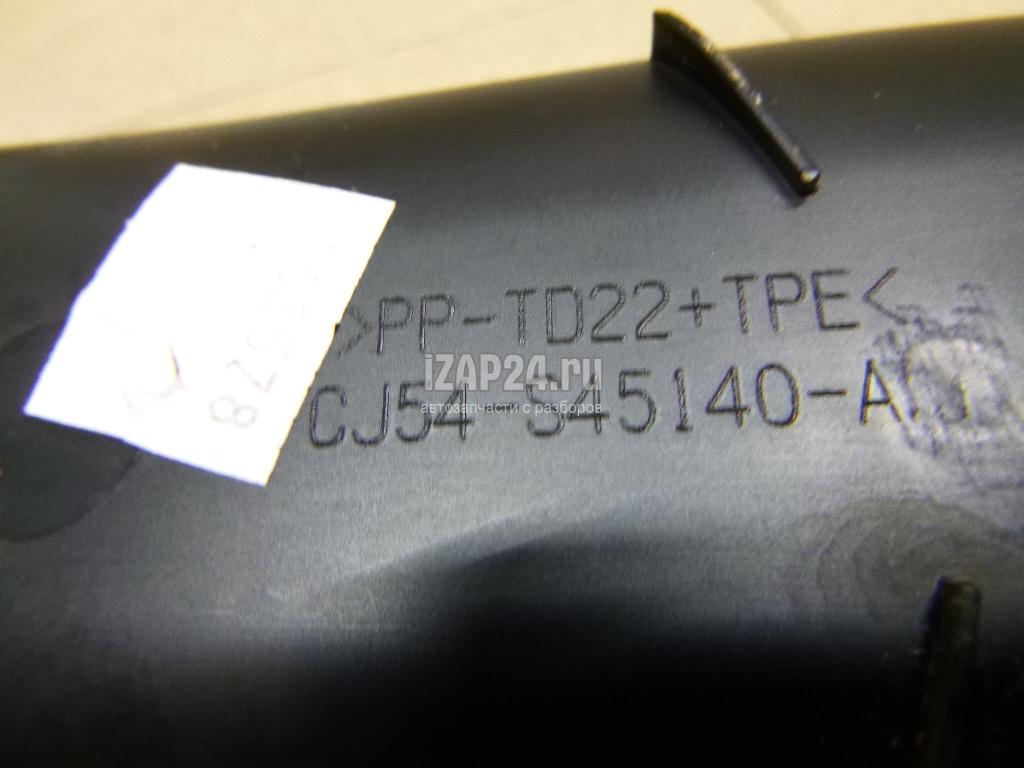 >PP-TD22+TPE<
iZAP24.ru
автозапчасти с разборов
CJ54-S45140-A